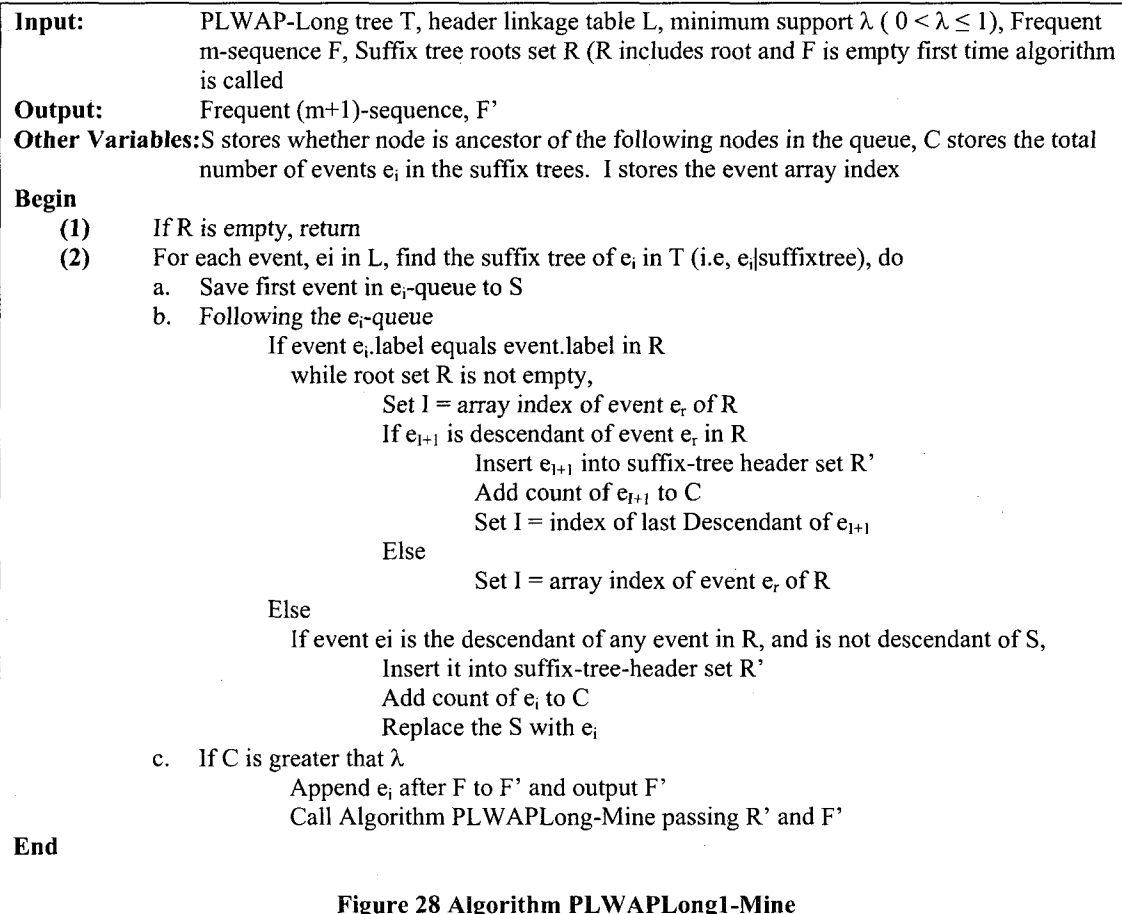 Input: PLWAP-Long tree T, header linkage table L, minimum support λ ( 0 < λ ≤ 1), Frequent
m-sequence F, Suffix tree roots set R (R includes root and F is empty first time algorithm
is called
Output: Frequent (m+1)-sequence, F’
Other Variables:S stores whether node is ancestor of the following nodes in the queue, C stores the total
number of events eᵢ in the suffix trees. I stores the event array index
Begin
(1) If R is empty, return
(2) For each event, ei in L, find the suffix tree of eᵢ in T (i.e, eᵢ|suffixtree), do
a. Save first event in eᵢ-queue to S
b. Following the eᵢ-queue
If event eᵢ.label equals event.label in R
while root set R is not empty,
Set I = array index of event eᵣ of R
If e_{I+1} is descendant of event eᵣ in R
Insert e_{I+1} into suffix-tree header set R’
Add count of e_{I+1} to C
Set I = index of last Descendant of e_{I+1}
Else
Set I = array index of event eᵣ of R
Else
If event ei is the descendant of any event in R, and is not descendant of S,
Insert it into suffix-tree-header set R’
Add count of eᵢ to C
Replace the S with eᵢ
c. If C is greater that λ
Append eᵢ after F to F’ and output F’
Call Algorithm PLWAPLong-Mine passing R’ and F’
End
Figure 28 Algorithm PLWAPLong1-Mine